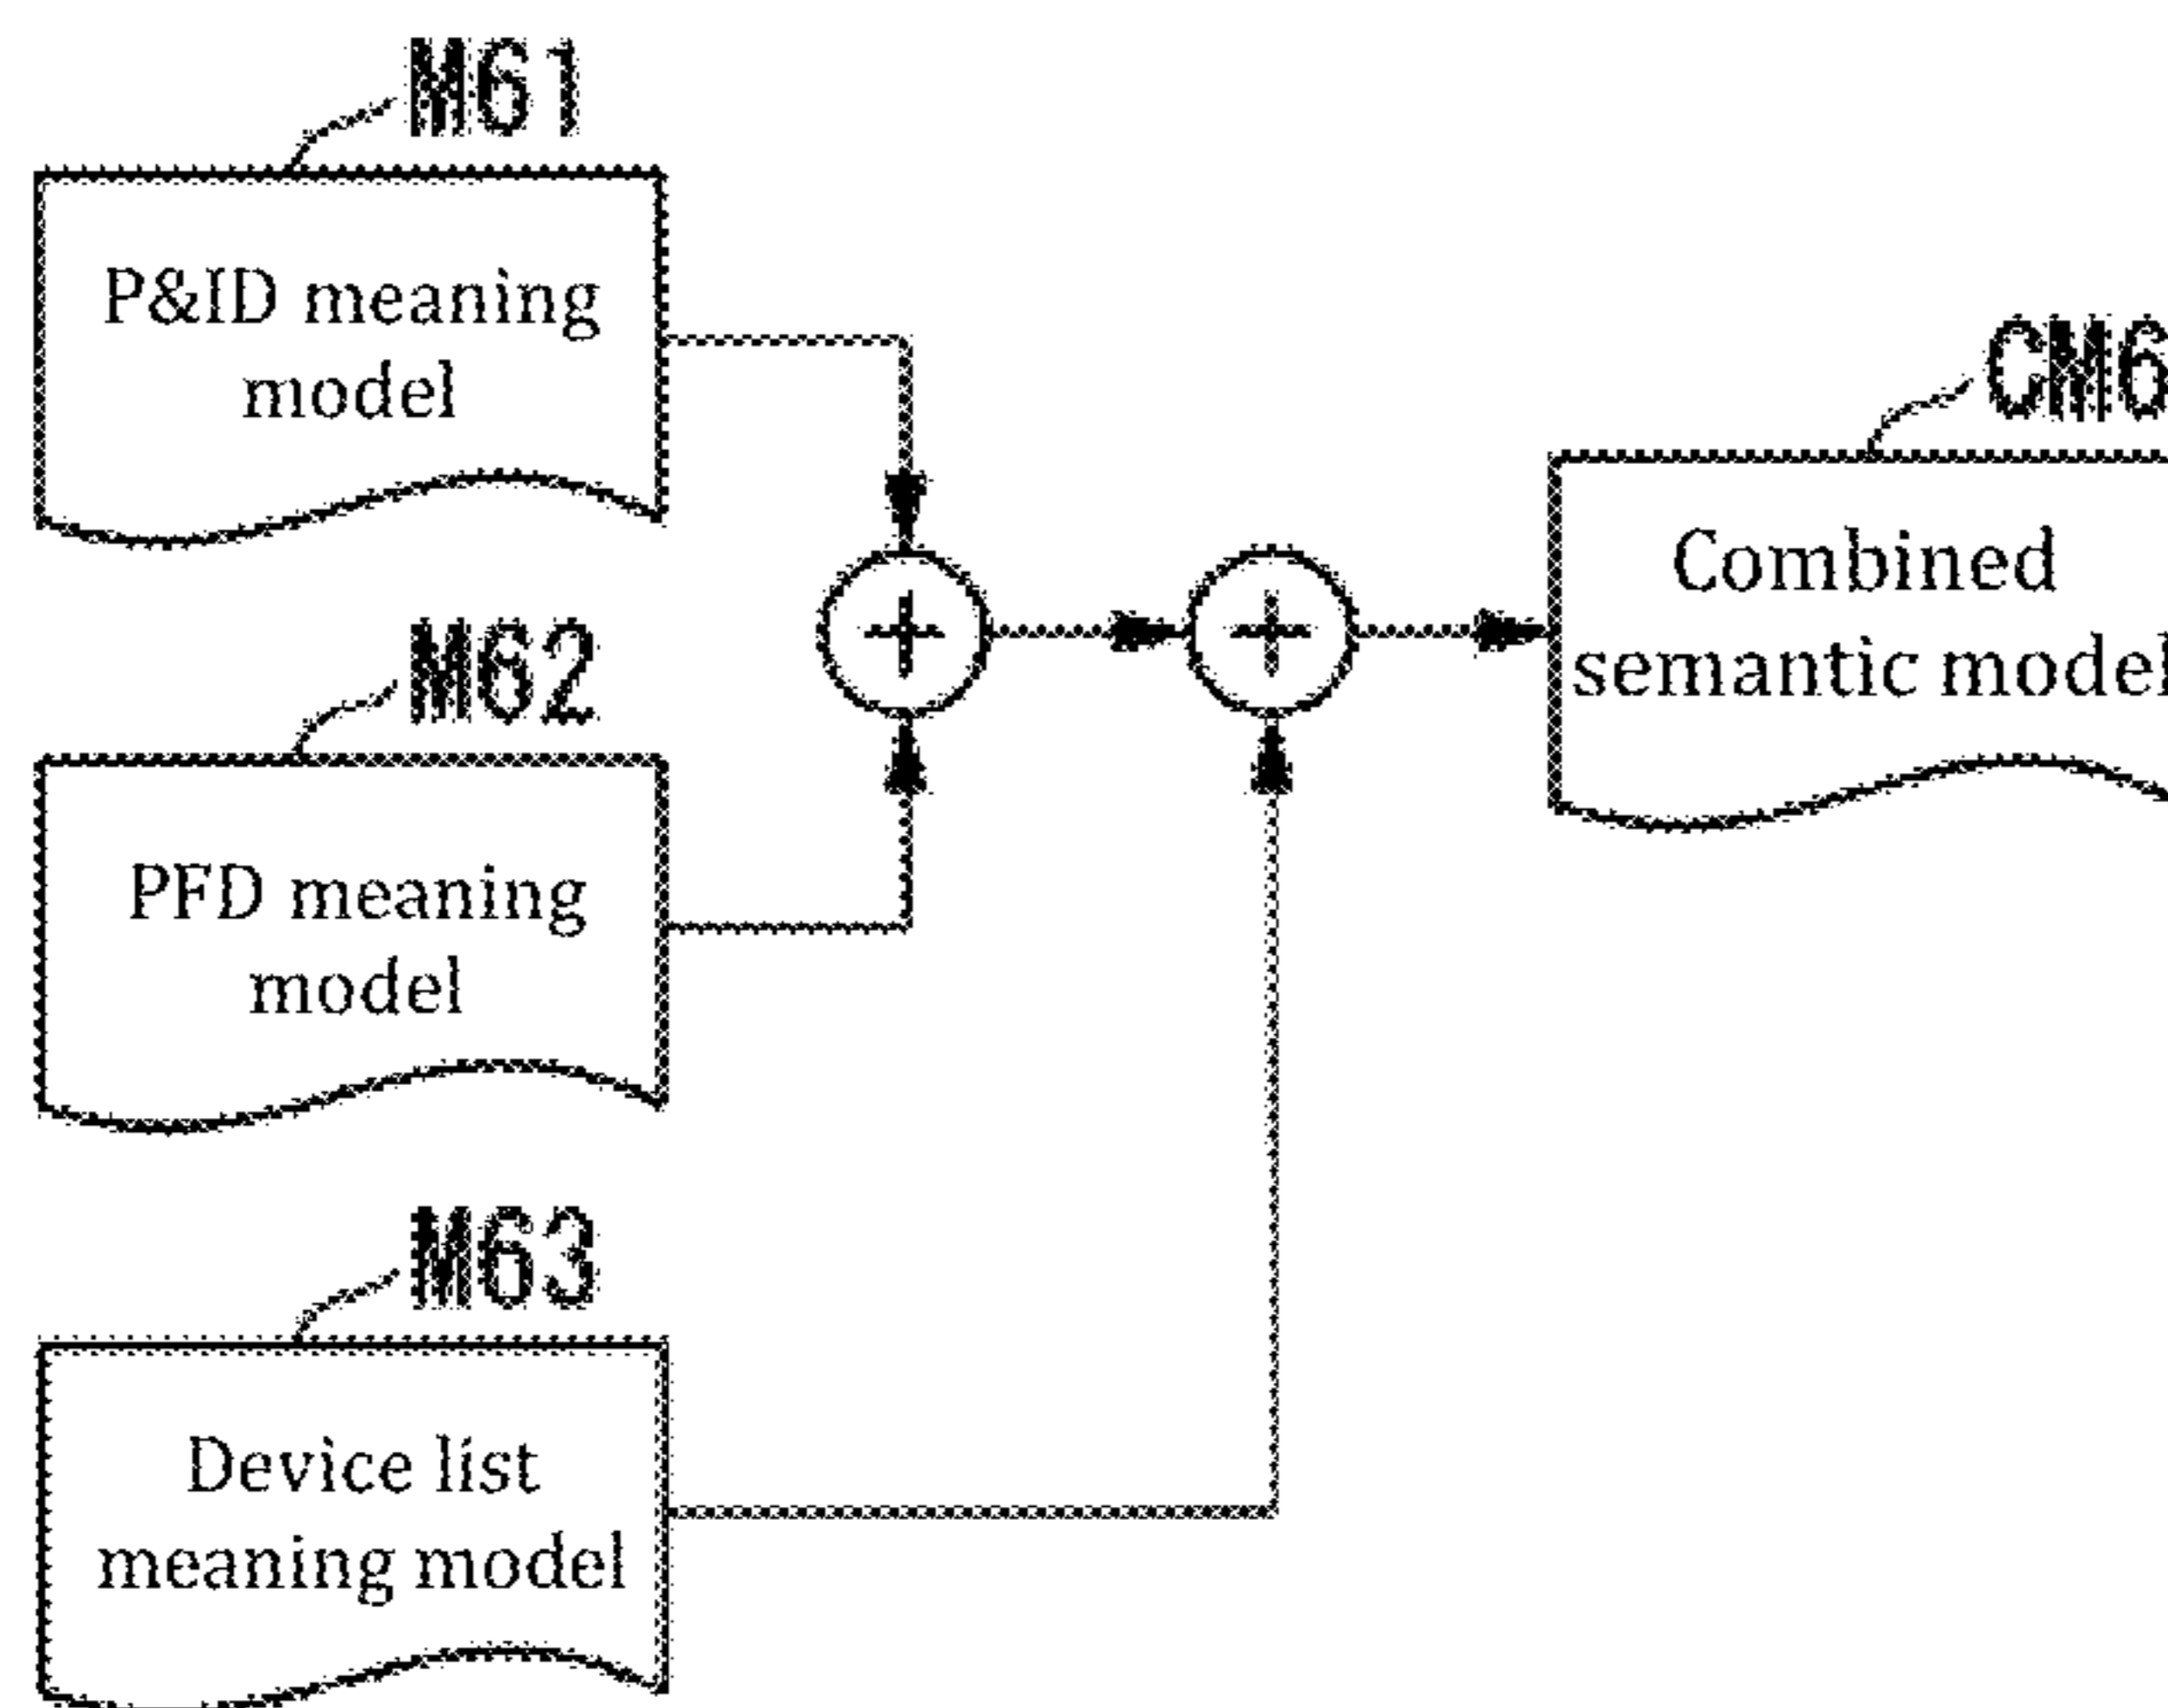 M61
P&ID meaning
model
M62
PFD meaning
model
M63
Device list
meaning model
CM6
Combined
semantic model